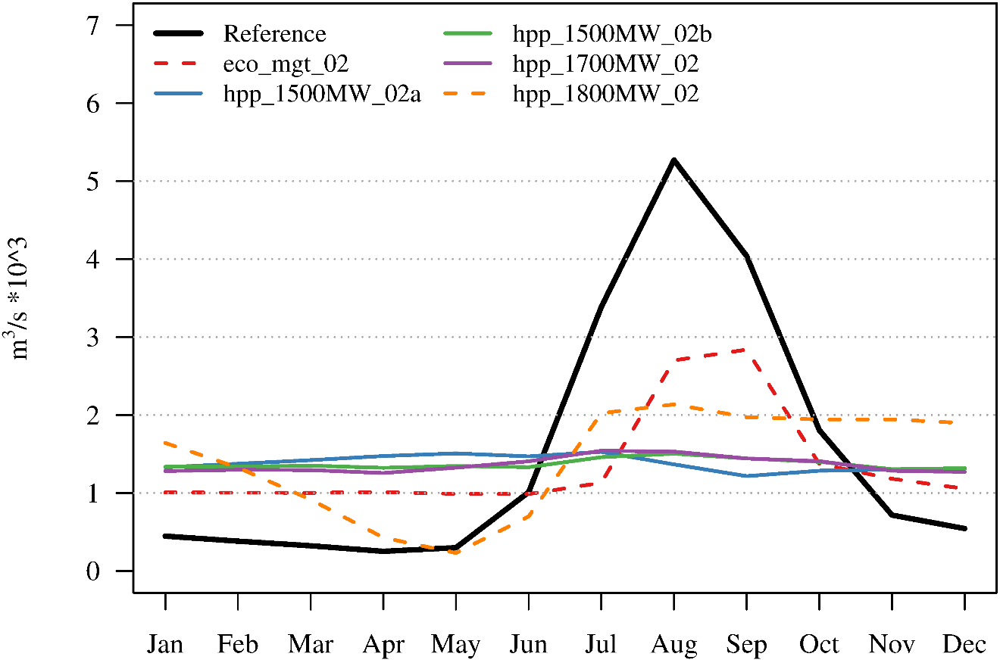 Reference
eco_mgt_02
hpp_1500MW_02a
hpp_1500MW_02b
hpp_1700MW_02
hpp_1800MW_02
m³/s *10^3
7
6
5
4
3
2
1
0
Jan Feb Mar Apr May Jun Jul Aug Sep Oct Nov Dec